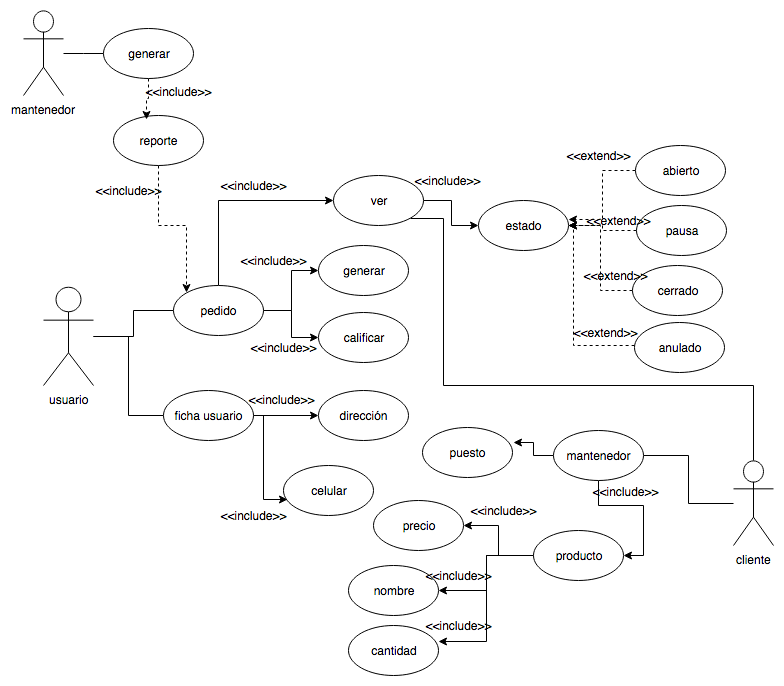 generar
<<include>>
mantenedor
reporte
<<include>>
<<include>>
ver
<<include>>
estado
<<extend>>
abierto
<<extend>>
pausa
<<extend>>
cerrado
<<extend>>
anulado
<<include>>
generar
pedido
calificar
<<include>>
usuario
ficha usuario
<<include>>
dirección
celular
<<include>>
puesto
mantenedor
<<include>>
cliente
precio
<<include>>
producto
nombre
<<include>>
<<include>>
cantidad